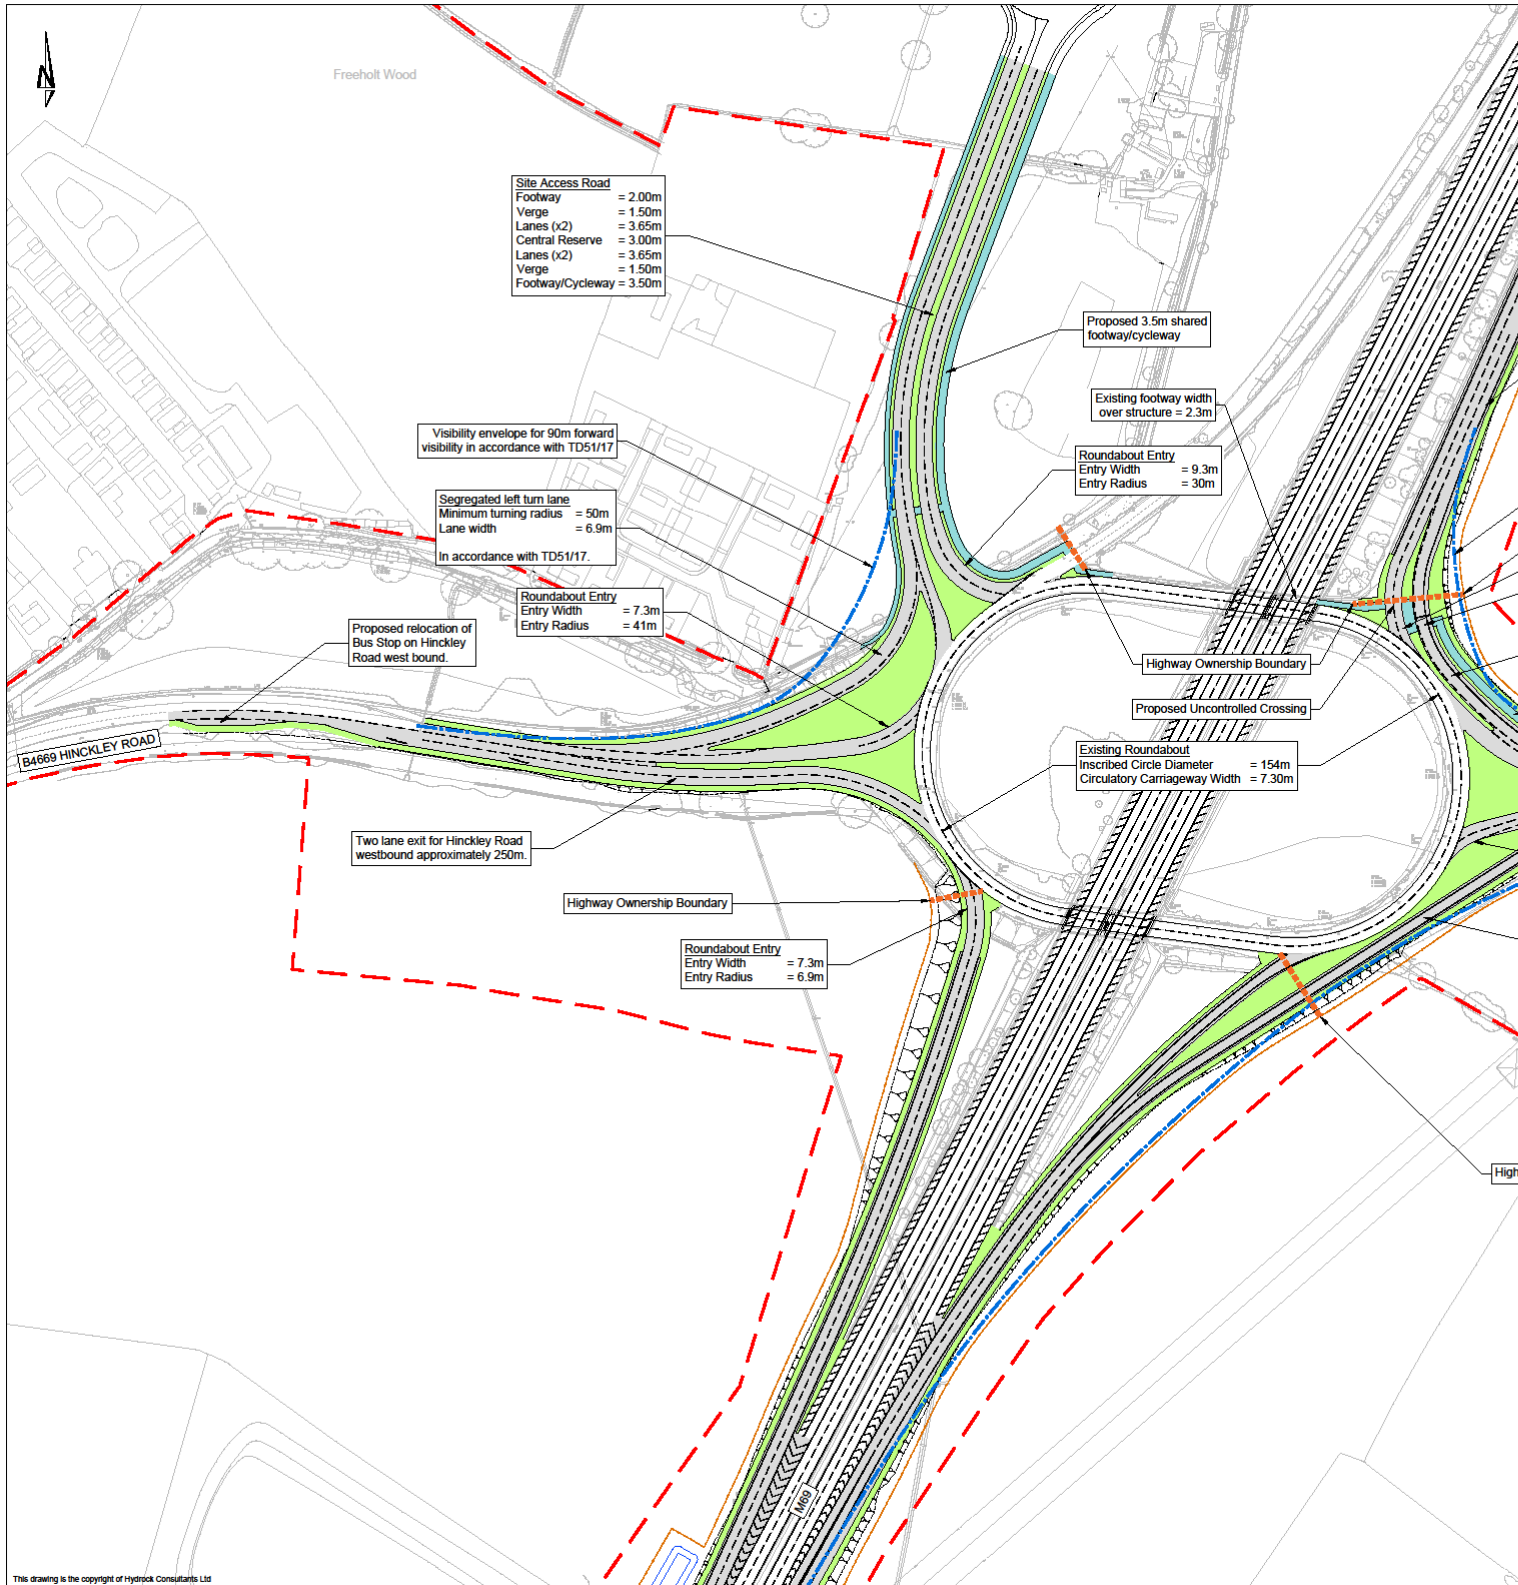 N
Freeholt Wood
Site Access Road
Footway = 2.00m
Verge = 1.50m
Lanes (x2) = 3.65m
Central Reserve = 3.00m
Lanes (x2) = 3.65m
Verge = 1.50m
Footway/Cycleway = 3.50m
Proposed 3.5m shared
footway/cycleway
Existing footway width
over structure = 2.3m
Visibility envelope for 90m forward
visibility in accordance with TD51/17
Roundabout Entry
Entry Width = 9.3m
Entry Radius = 30m
Segregated left turn lane
Minimum turning radius = 50m
Lane width = 6.9m
In accordance with TD51/17.
Roundabout Entry
Entry Width = 7.3m
Entry Radius = 41m
Proposed relocation of
Bus Stop on Hinckley
Road west bound.
Highway Ownership Boundary
Proposed Uncontrolled Crossing
B4669 HINCKLEY ROAD
Existing Roundabout
Inscribed Circle Diameter = 154m
Circulatory Carriageway Width = 7.30m
Two lane exit for Hinckley Road
westbound approximately 250m.
Highway Ownership Boundary
Roundabout Entry
Entry Width = 7.3m
Entry Radius = 6.9m
High
M69
This drawing is the copyright of Hydrock Consultants Ltd